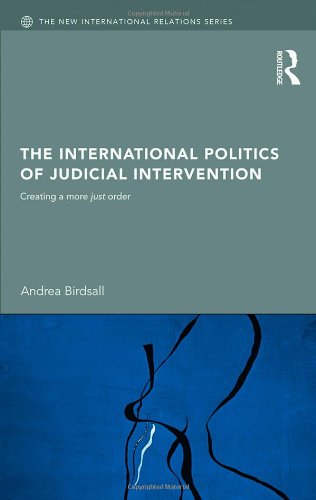 THE NEW INTERNATIONAL RELATIONS SERIES
ROUTLEDGE
THE INTERNATIONAL POLITICS
OF JUDICIAL INTERVENTION
Creating a more just order
Andrea Birdsall